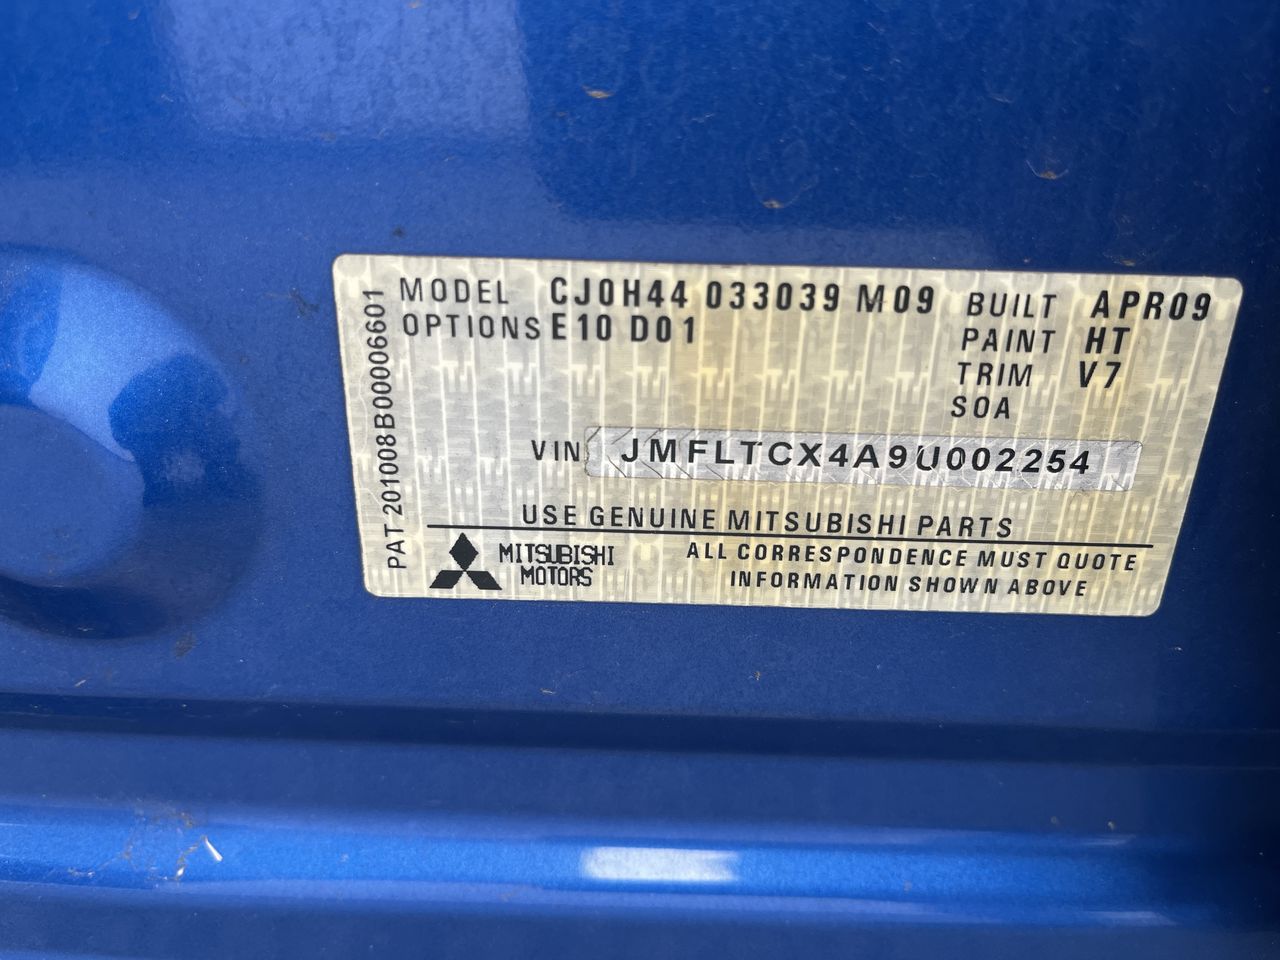 MODEL CJ0H44 033039 M09 BUILT APR09
OPTIONS E10 D01 PAINT HT
TRIM V7
SOA
VIN JMFLTCX4A9U002254
USE GENUINE MITSUBISHI PARTS
MITSUBISHI MOTORS
ALL CORRESPONDENCE MUST QUOTE
INFORMATION SHOWN ABOVE
PAT 201008B00006601